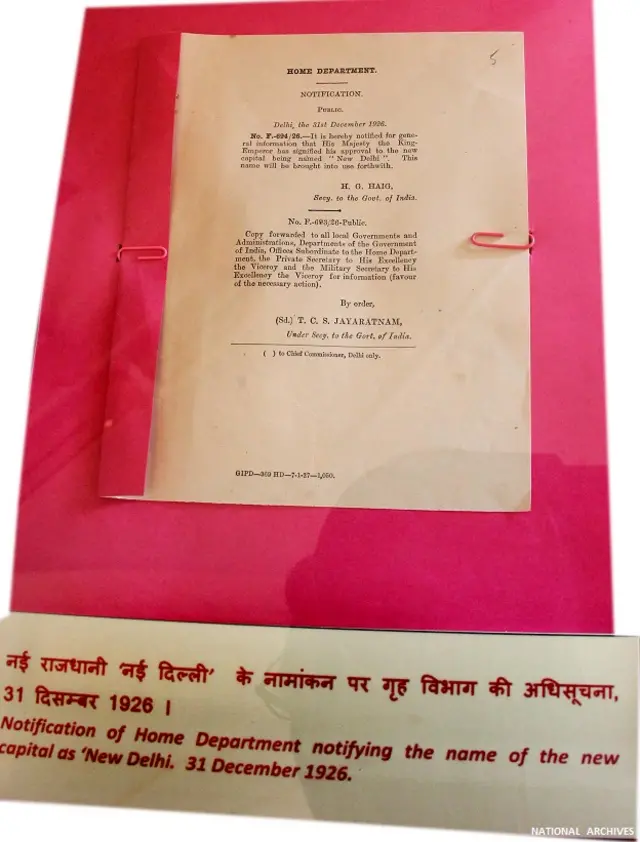 5
HOME DEPARTMENT.
NOTIFICATION.
PUBLIC.
Delhi, the 31st December 1926.
No. F.-694/26.—It is hereby notified for gene-
ral information that His Majesty the King-
Emperor has signified his approval to the new
capital being named "New Delhi". This
name will be brought into use forthwith.
H. G. HAIG,
Secy. to the Govt. of India.
No. F.-693/26-Public.
Copy forwarded to all local Governments and
Administrations, Departments of the Government
of India, Offices Subordinate to the Home Depart-
ment, the Private Secretary to His Excellency
the Viceroy and the Military Secretary to His
Excellency the Viceroy for information (favour
of the necessary action).
By order,
(Sd.) T. C. S. JAYARATNAM,
Under Secy. to the Govt. of India.
( ) to Chief Commissioner, Delhi only.
GIPD—369 HD—7-1-27—1,050.
नई राजधानी 'नई दिल्ली' के नामांकन पर गृह विभाग की अधिसूचना,
31 दिसम्बर 1926 ।
Notification of Home Department notifying the name of the new
capital as 'New Delhi. 31 December 1926.
NATIONAL ARCHIVES